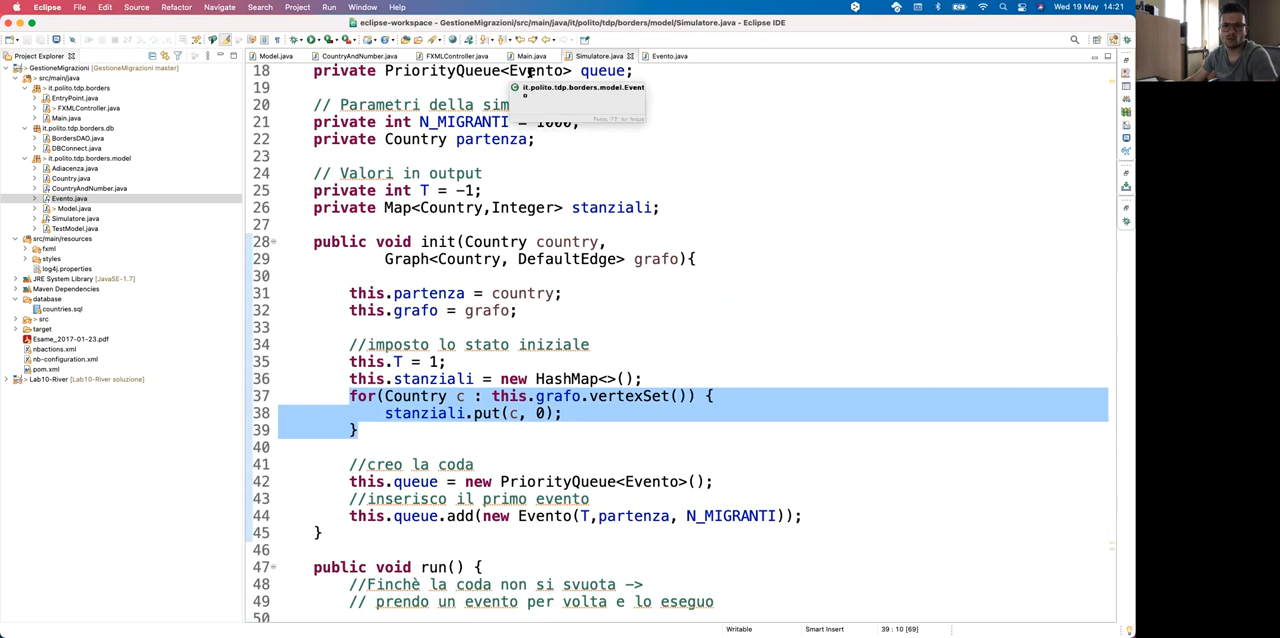 Eclipse File Edit Source Refactor Navigate Search Project Run Window Help Wed 19 May 14:21
eclipse-workspace - GestioneMigrazioni/src/main/java/it/polito/tdp/borders/model/Simulatore.java - Eclipse IDE
Project Explorer
Model.java CountryAndNumber.java FXMLController.java Main.java Simulatore.java Evento.java
GestioneMigrazioni [GestioneMigrazioni master]
src/main/java
it.polito.tdp.borders
EntryPoint.java
> FXMLController.java
Main.java
it.polito.tdp.borders.db
BordersDAO.java
DBConnect.java
> it.polito.tdp.borders.model
Adiacenza.java
Country.java
CountryAndNumber.java
Evento.java
> Model.java
Simulatore.java
TestModel.java
src/main/resources
fxml
styles
log4j.properties
JRE System Library [JavaSE-1.7]
Maven Dependencies
database
countries.sql
> src
target
Esame_2017-01-23.pdf
nbactions.xml
nb-configuration.xml
pom.xml
Lab10-River [Lab10-River soluzione]
18 private PriorityQueue<Evento> queue;
it.polito.tdp.borders.model.Event
o
19
20 // Parametri della sim
21 private int N_MIGRANTI = 1000;
22 private Country partenza;
23
24 // Valori in output
25 private int T = -1;
26 private Map<Country,Integer> stanziali;
27
28 public void init(Country country,
29 Graph<Country, DefaultEdge> grafo){
30
31 this.partenza = country;
32 this.grafo = grafo;
33
34 //imposto lo stato iniziale
35 this.T = 1;
36 this.stanziali = new HashMap<>();
37 for(Country c : this.grafo.vertexSet()) {
38 stanziali.put(c, 0);
39 }
40
41 //creo la coda
42 this.queue = new PriorityQueue<Evento>();
43 //inserisco il primo evento
44 this.queue.add(new Evento(T,partenza, N_MIGRANTI));
45 }
46
47 public void run() {
48 //Finchè la coda non si svuota ->
49 // prendo un evento per volta e lo eseguo
50
Writable Smart Insert 39 : 10 [69]